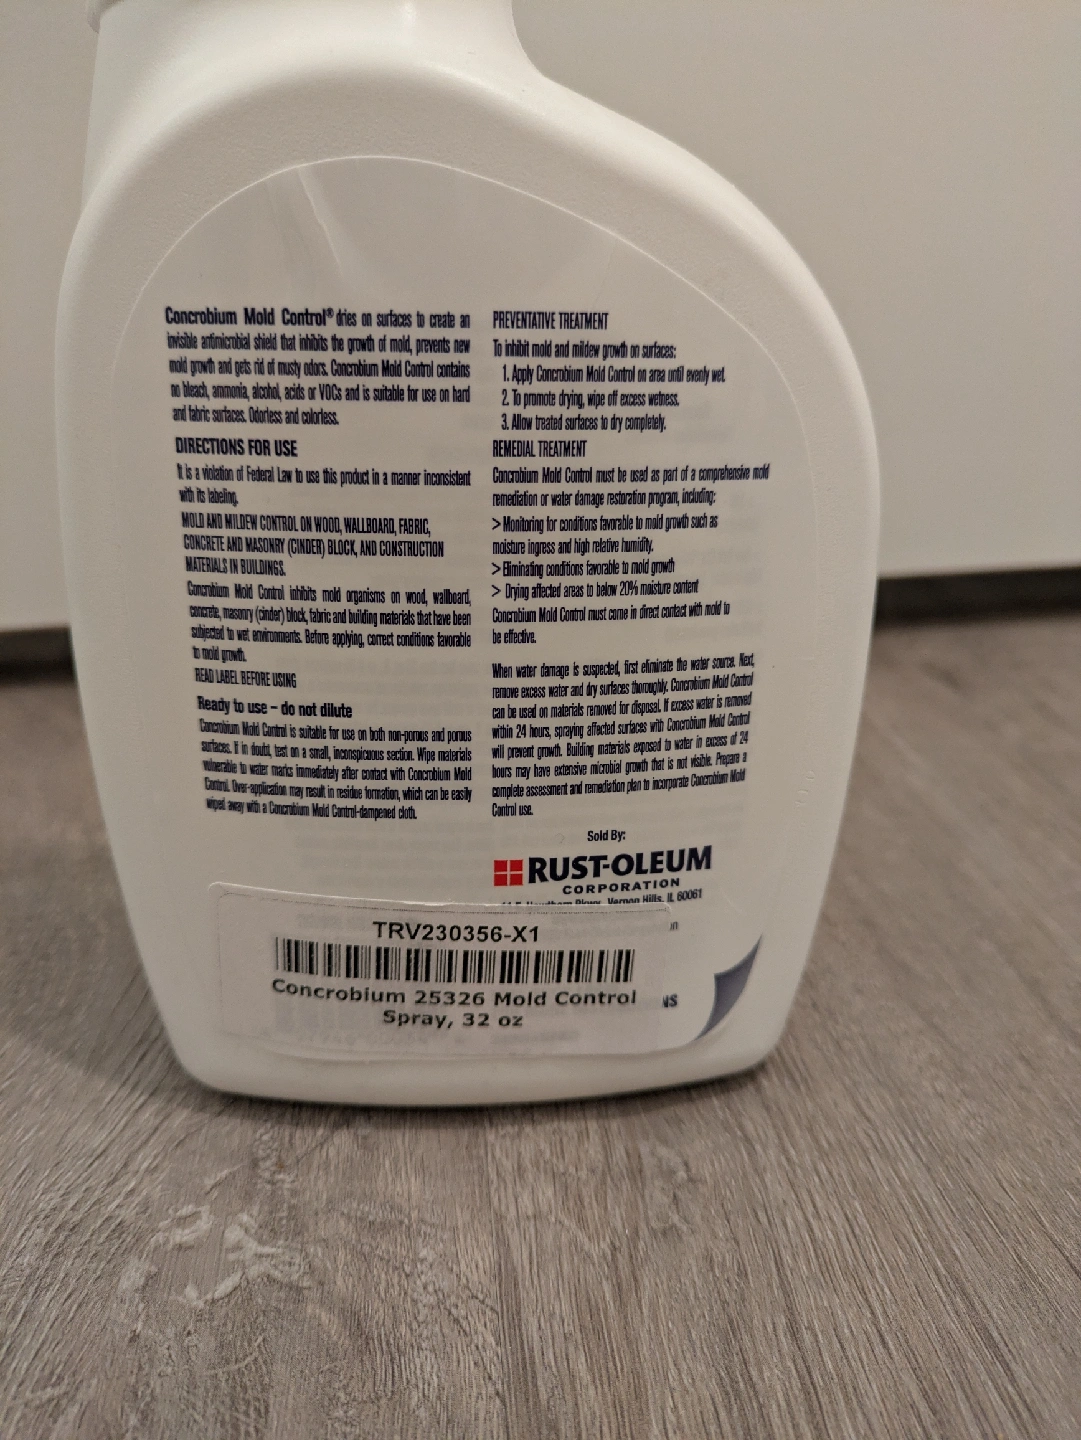 Concrobium Mold Control® dries on surfaces to create an
invisible antimicrobial shield that inhibits the growth of mold, prevents new
mold growth and gets rid of musty odors. Concrobium Mold Control contains
no bleach, ammonia, alcohol, acids or VOCs and is suitable for use on hard
and fabric surfaces. Odorless and colorless.
DIRECTIONS FOR USE
It is a violation of Federal Law to use this product in a manner inconsistent
with its labeling.
MOLD AND MILDEW CONTROL ON WOOD, WALLBOARD, FABRIC,
CONCRETE AND MASONRY (CINDER) BLOCK, AND CONSTRUCTION
MATERIALS IN BUILDINGS.
Concrobium Mold Control inhibits mold organisms on wood, wallboard,
concrete, masonry (cinder) block, fabric and building materials that have been
subjected to wet environments. Before applying, correct conditions favorable
to mold growth.
READ LABEL BEFORE USING
Ready to use – do not dilute
Concrobium Mold Control is suitable for use on both non-porous and porous
surfaces. If in doubt, test on a small, inconspicuous section. Wipe materials
vulnerable to water marks immediately after contact with Concrobium Mold
Control. Over-application may result in residue formation, which can be easily
wiped away with a Concrobium Mold Control-dampened cloth.
PREVENTATIVE TREATMENT
To inhibit mold and mildew growth on surfaces:
1. Apply Concrobium Mold Control on area until evenly wet.
2. To promote drying, wipe off excess wetness.
3. Allow treated surfaces to dry completely.
REMEDIAL TREATMENT
Concrobium Mold Control must be used as part of a comprehensive mold
remediation or water damage restoration program, including:
> Monitoring for conditions favorable to mold growth such as
moisture ingress and high relative humidity.
> Eliminating conditions favorable to mold growth
> Drying affected areas to below 20% moisture content
Concrobium Mold Control must come in direct contact with mold to
be effective.
When water damage is suspected, first eliminate the water source. Next,
remove excess water and dry surfaces thoroughly. Concrobium Mold Control
can be used on materials removed for disposal. If excess water is removed
within 24 hours, spraying affected surfaces with Concrobium Mold Control
will prevent growth. Building materials exposed to water in excess of 24
hours may have extensive microbial growth that is not visible. Prepare a
complete assessment and remediation plan to incorporate Concrobium Mold
Control use.
Sold By:
RUST-OLEUM
CORPORATION
Vernon Hills, IL 60061
TRV230356-X1
Concrobium 25326 Mold Control
Spray, 32 oz